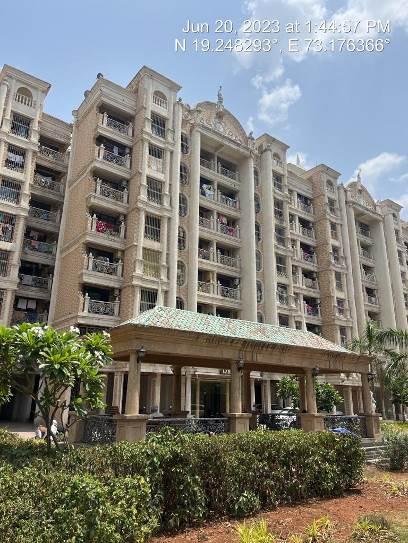 Jun 20, 2023 at 1:44:57 PM
N 19.248293°, E 73.176366°